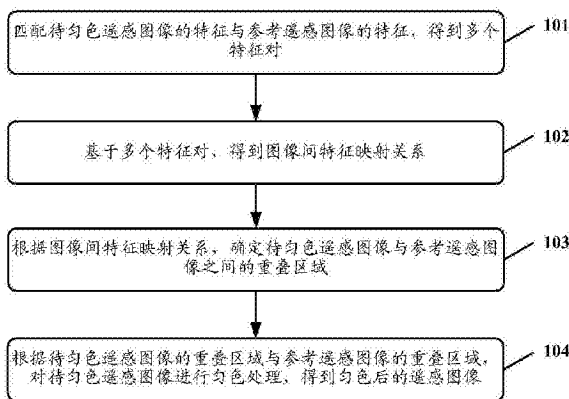 匹配待匀色遥感图像的特征与参考遥感图像的特征，得到多个
特征对
101
基于多个特征对、得到图像间特征映射关系
102
根据图像间特征映射关系，确定待匀色遥感图像与参考遥感图
像之间的重叠区域
103
根据待匀色遥感图像的重叠区域与参考遥感图像的重叠区域，
对待匀色遥感图像进行匀色处理，得到匀色后的遥感图像
104